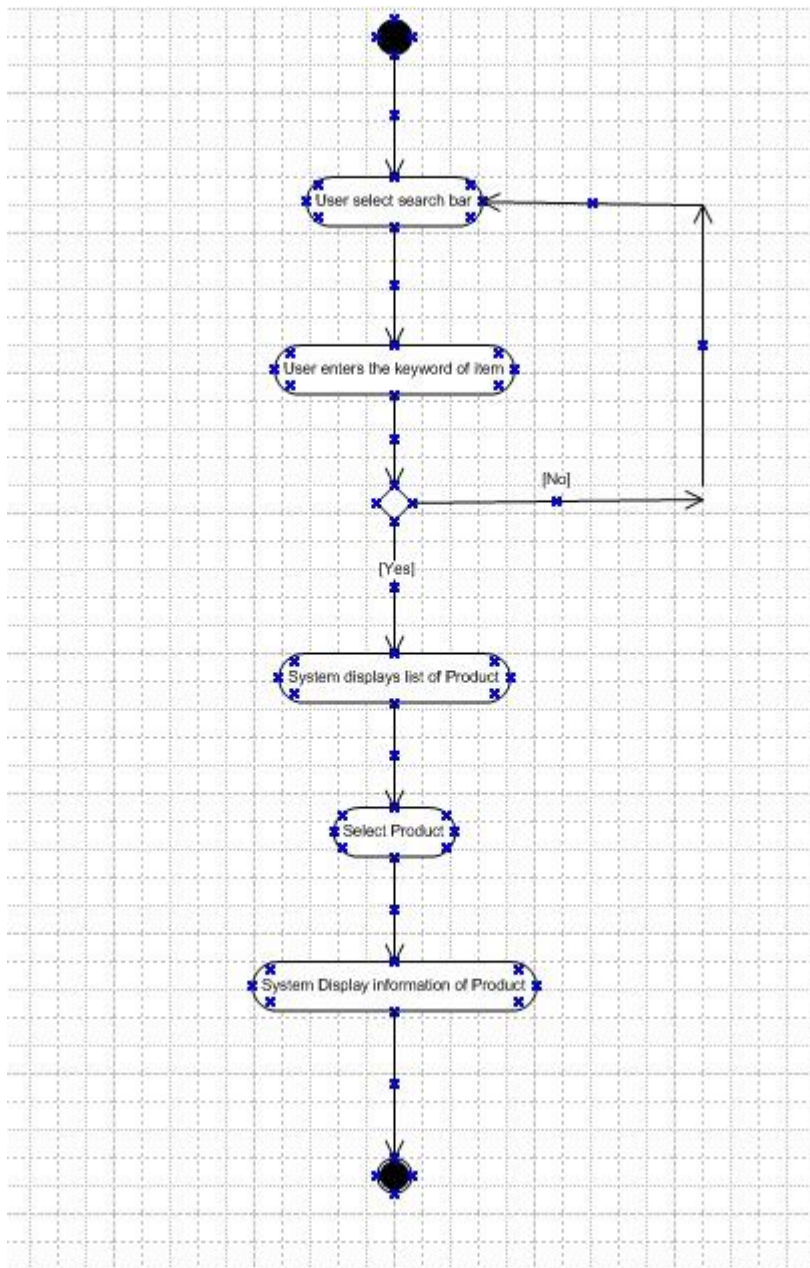 User select search bar
User enters the keyword of item
[No]
[Yes]
System displays list of Product
Select Product
System Display information of Product